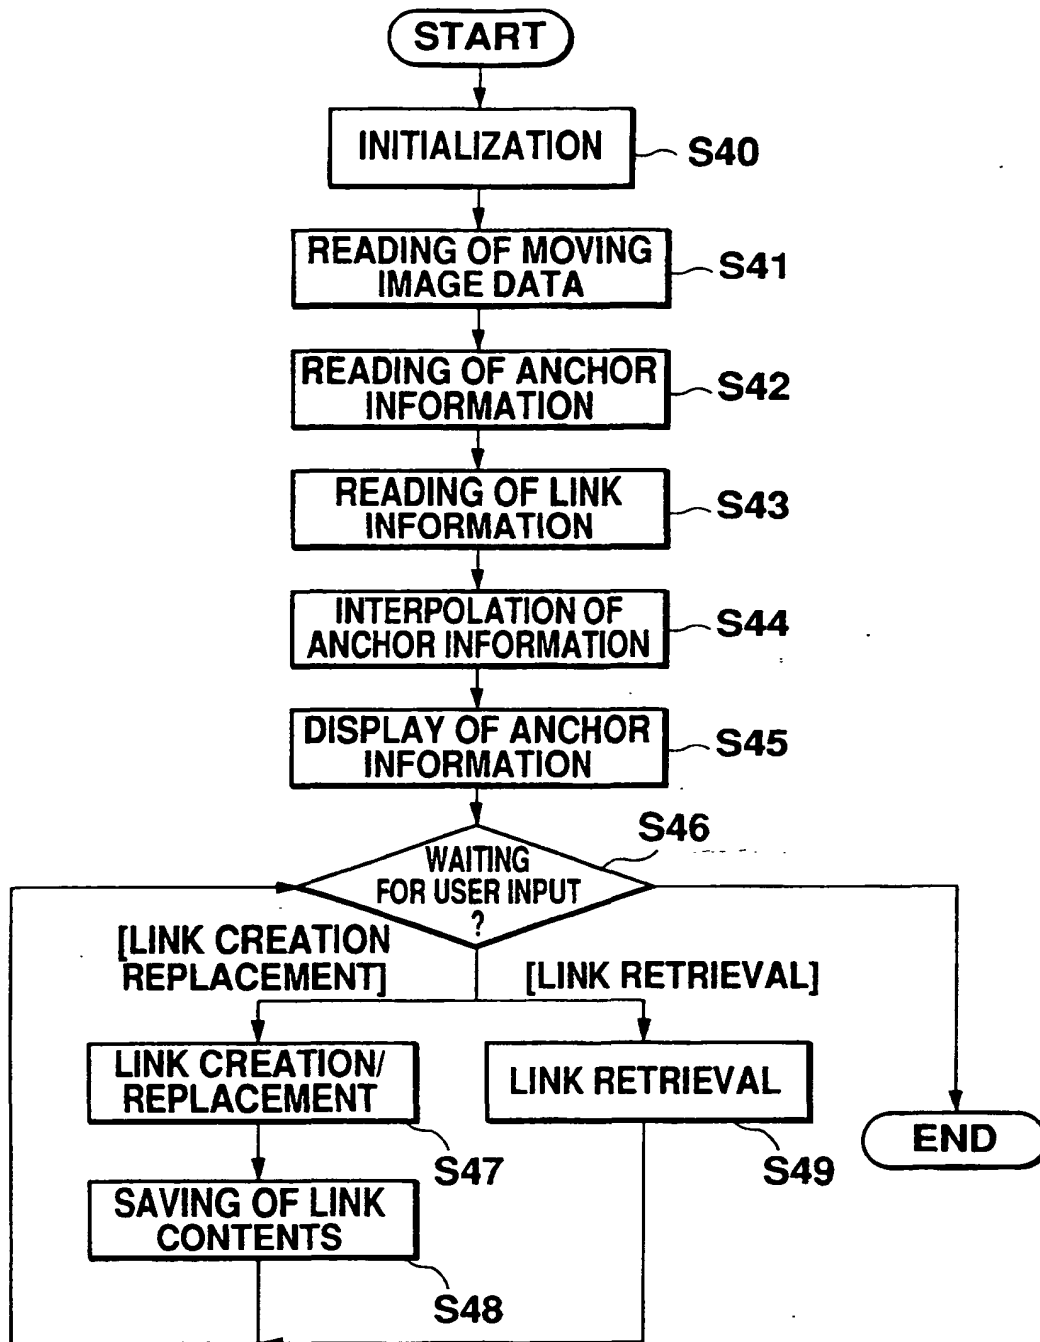 START
INITIALIZATION
S40
READING OF MOVING
IMAGE DATA
S41
READING OF ANCHOR
INFORMATION
S42
READING OF LINK
INFORMATION
S43
INTERPOLATION OF
ANCHOR INFORMATION
S44
DISPLAY OF ANCHOR
INFORMATION
S45
WAITING
FOR USER INPUT
?
S46
[LINK CREATION
REPLACEMENT]
[LINK RETRIEVAL]
LINK CREATION/
REPLACEMENT
S47
LINK RETRIEVAL
S49
END
SAVING OF LINK
CONTENTS
S48